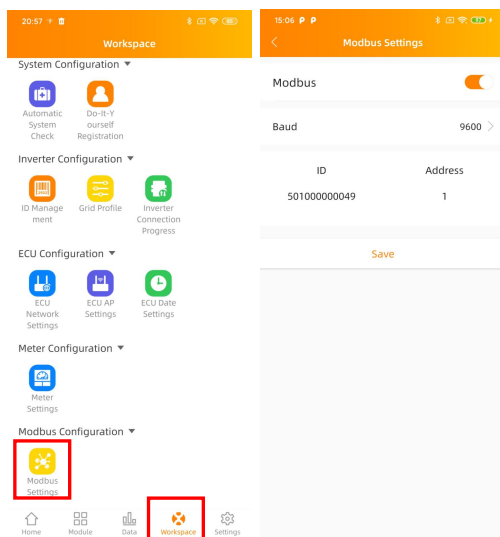 20:57
Workspace
System Configuration ▼
Automatic
System
Check
Do-It-Y
ourself
Registration
Inverter Configuration ▼
ID Manage
ment
Grid Profile
Inverter
Connection
Progress
ECU Configuration ▼
ECU
Network
Settings
ECU AP
Settings
ECU Date
Settings
Meter Configuration ▼
Meter
Settings
Modbus Configuration ▼
Modbus
Settings
Home
Module
Data
Workspace
Settings
15:06 P P
Modbus Settings
Modbus
Baud 9600 >
ID Address
501000000049 1
Save